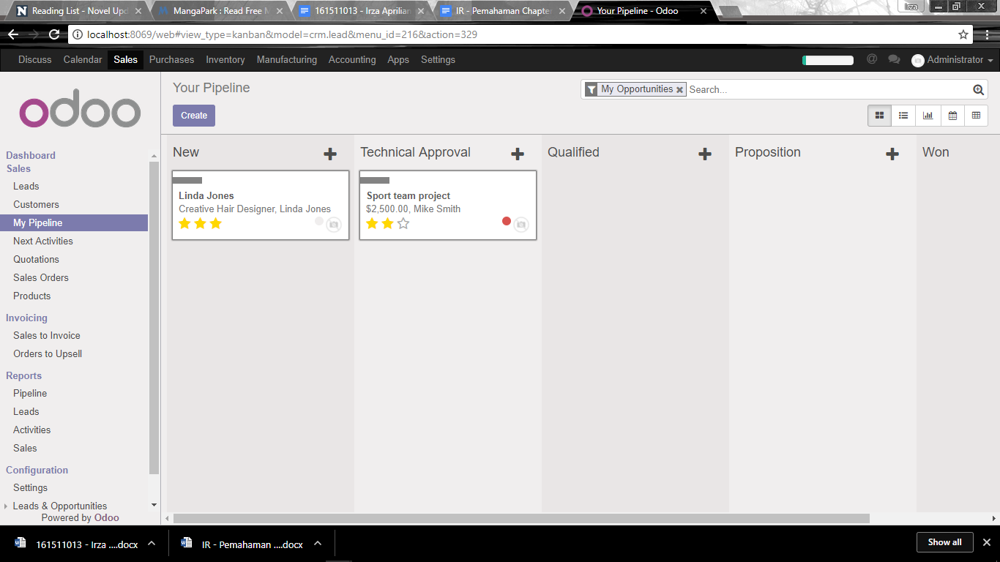 Reading List - Novel Upd
MangaPark : Read Free M
161511013 - Irza Aprilian
IR - Pemahaman Chapter
Your Pipeline - Odoo
Irza
localhost:8069/web#view_type=kanban&model=crm.lead&menu_id=216&action=329
Discuss Calendar Sales Purchases Inventory Manufacturing Accounting Apps Settings
@ Administrator
odoo
Dashboard
Sales
Leads
Customers
My Pipeline
Next Activities
Quotations
Sales Orders
Products
Invoicing
Sales to Invoice
Orders to Upsell
Reports
Pipeline
Leads
Activities
Sales
Configuration
Settings
Leads & Opportunities
Powered by Odoo
Your Pipeline
My Opportunities Search...
Create
New
Linda Jones
Creative Hair Designer, Linda Jones
Technical Approval
Sport team project
$2,500.00, Mike Smith
Qualified
Proposition
Won
161511013 - Irza ....docx
IR - Pemahaman ....docx
Show all